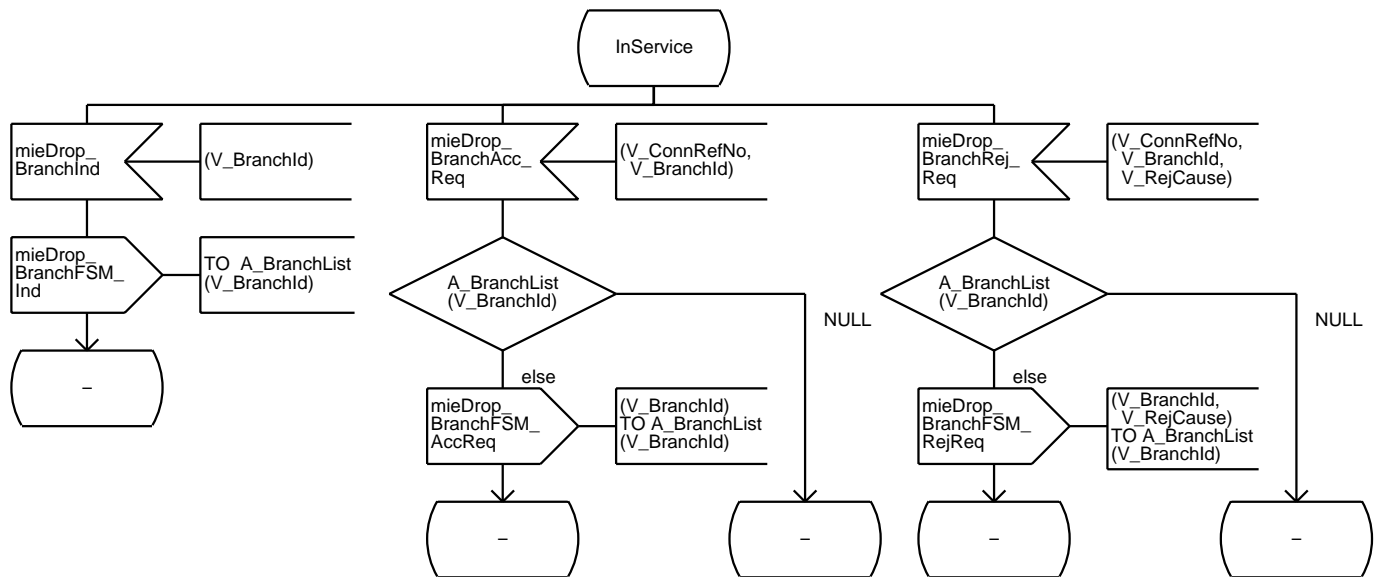 InService
mieDrop_
BranchInd
(V_BranchId)
mieDrop_
BranchFSM_
Ind
TO A_BranchList
(V_BranchId)
–
mieDrop_
BranchAcc_
Req
(V_ConnRefNo,
V_BranchId)
A_BranchList
(V_BranchId)
NULL
else
mieDrop_
BranchFSM_
AccReq
(V_BranchId)
TO A_BranchList
(V_BranchId)
–
–
mieDrop_
BranchRej_
Req
(V_ConnRefNo,
V_BranchId,
V_RejCause)
A_BranchList
(V_BranchId)
NULL
else
mieDrop_
BranchFSM_
RejReq
(V_BranchId,
V_RejCause)
TO A_BranchList
(V_BranchId)
–
–